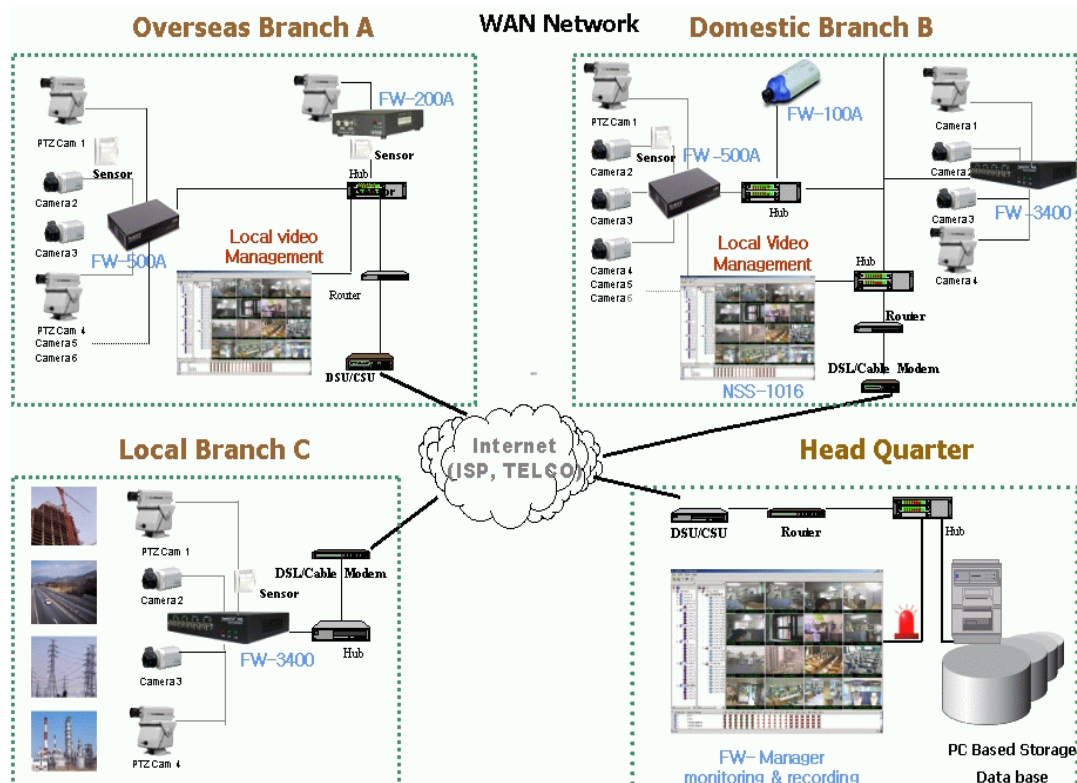 WAN Network
Overseas Branch A
PTZ Cam 1
Sensor
Camera 2
Camera 3
FW-500A
PTZ Cam 4
Camera 5
Camera 6
FW-200A
Sensor
Hub
Local video
Management
Router
DSU/CSU
Domestic Branch B
PTZ Cam 1
Sensor
Camera 2
Camera 3
Camera 4
Camera 5
Camera 6
FW-500A
FW-100A
Hub
Camera 1
Camera 2
FW-3400
Camera 3
Camera 4
Local Video
Management
NSS-1016
Hub
Router
DSL/Cable Modem
Internet
(ISP, TELCO)
Local Branch C
PTZ Cam 1
Camera 2
Sensor
FW-3400
Camera 3
PTZ Cam 4
DSL/Cable Modem
Hub
Head Quarter
DSU/CSU
Router
Hub
FW- Manager
monitoring & recording
PC Based Storage
Data base